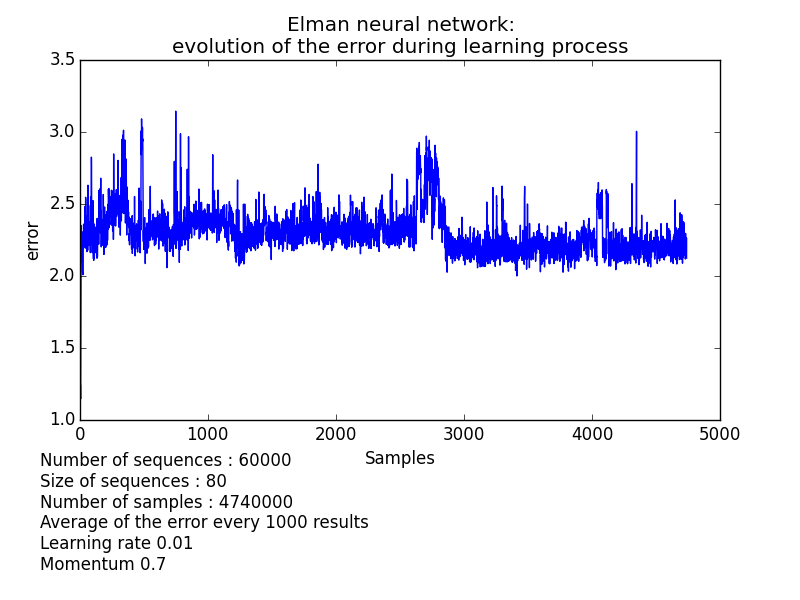 Elman neural network:
evolution of the error during learning process
3.5
3.0
2.5
2.0
1.5
1.0
error
0 1000 2000 3000 4000 5000
Samples
Number of sequences : 60000
Size of sequences : 80
Number of samples : 4740000
Average of the error every 1000 results
Learning rate 0.01
Momentum 0.7